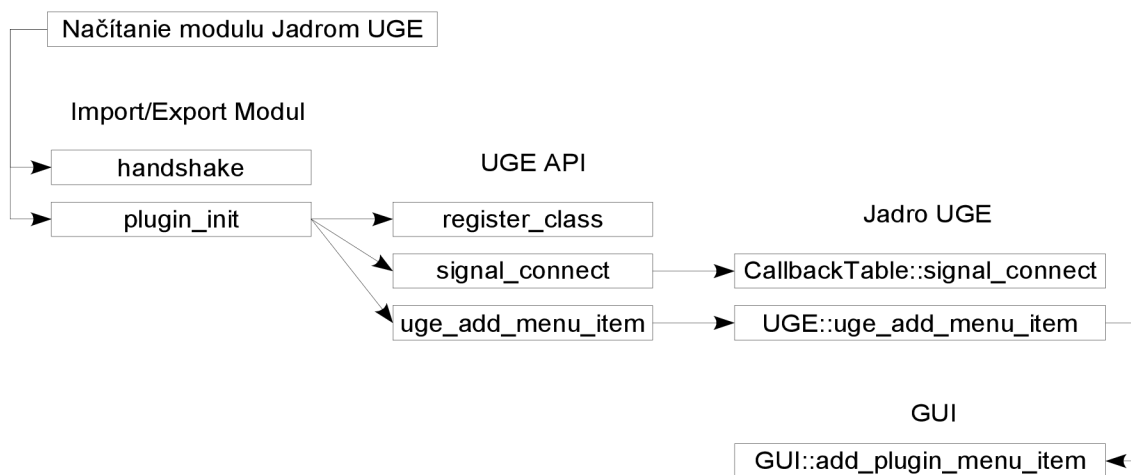 Načítanie modulu Jadrom UGE
Import/Export Modul
handshake
plugin_init
UGE API
register_class
signal_connect
uge_add_menu_item
Jadro UGE
CallbackTable::signal_connect
UGE::uge_add_menu_item
GUI
GUI::add_plugin_menu_item